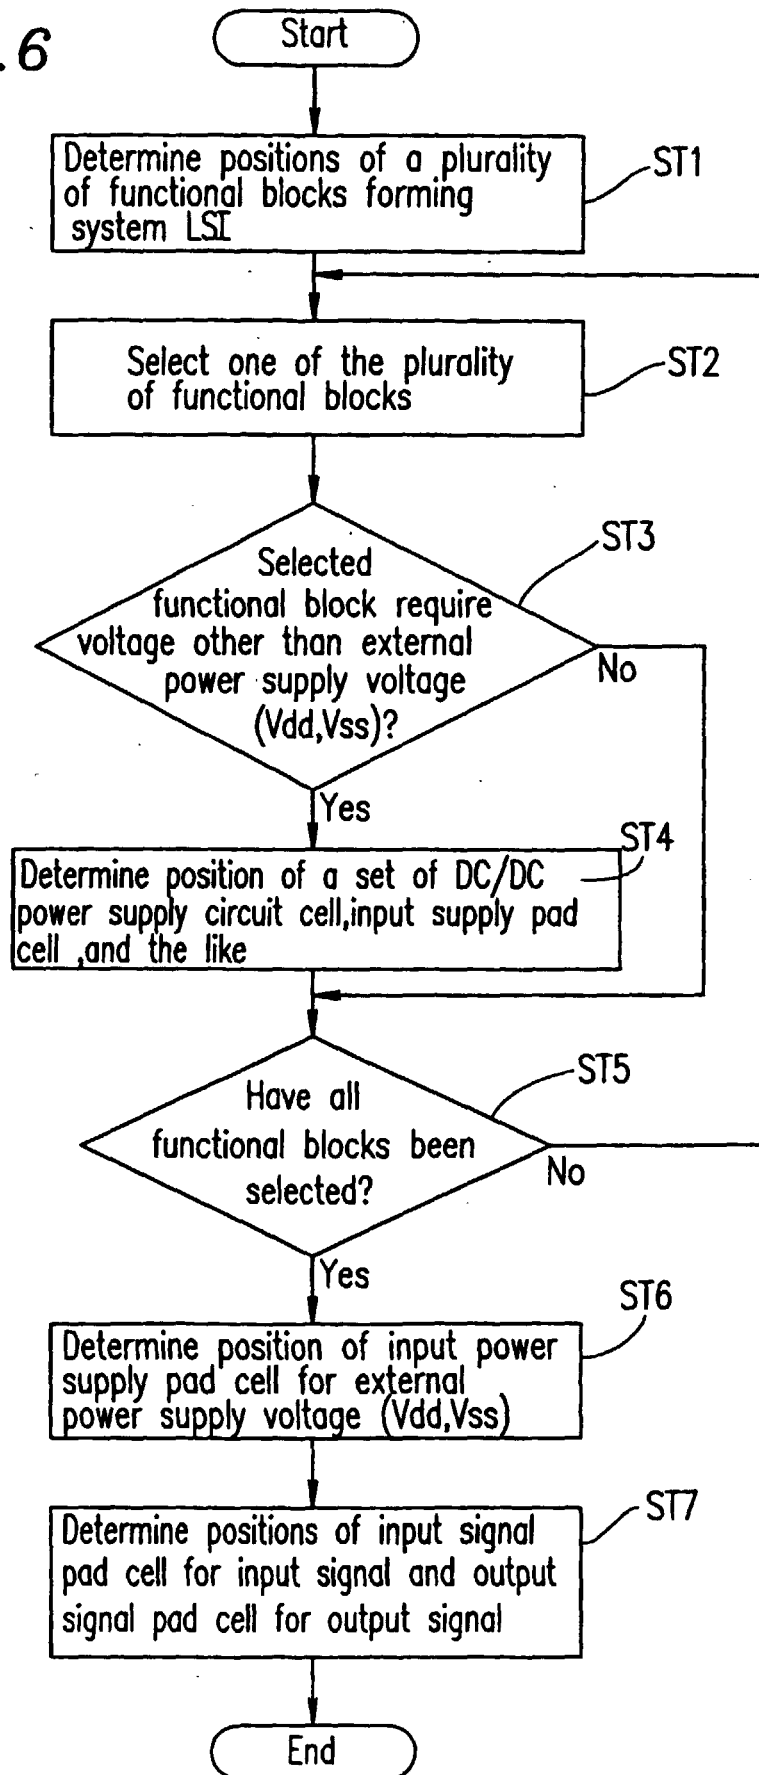 .6
Start
Determine positions of a plurality
of functional blocks forming
system LSI
ST1
Select one of the plurality
of functional blocks
ST2
Selected
functional block require
voltage other than external
power supply voltage
(Vdd,Vss)?
ST3
No
Yes
ST4
Determine position of a set of DC/DC
power supply circuit cell,input supply pad
cell ,and the like
Have all
functional blocks been
selected?
ST5
No
Yes
ST6
Determine position of input power
supply pad cell for external
power supply voltage (Vdd,Vss)
ST7
Determine positions of input signal
pad cell for input signal and output
signal pad cell for output signal
End